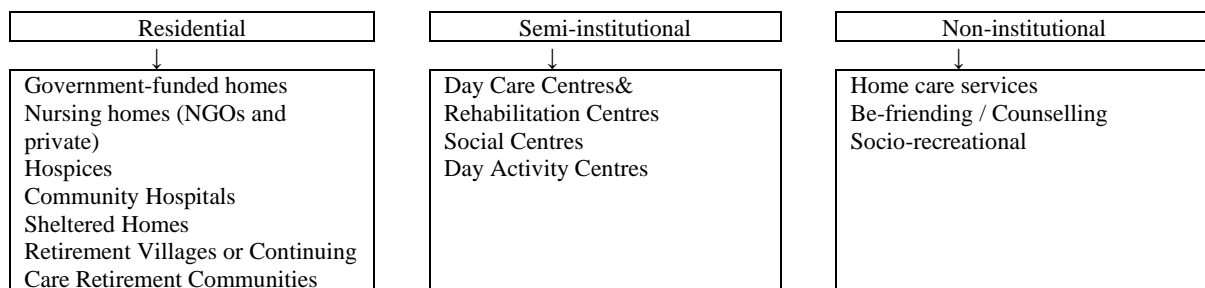 Residential
↓
Government-funded homes
Nursing homes (NGOs and
private)
Hospices
Community Hospitals
Sheltered Homes
Retirement Villages or Continuing
Care Retirement Communities
Semi-institutional
↓
Day Care Centres&
Rehabilitation Centres
Social Centres
Day Activity Centres
Non-institutional
↓
Home care services
Be-friending / Counselling
Socio-recreational